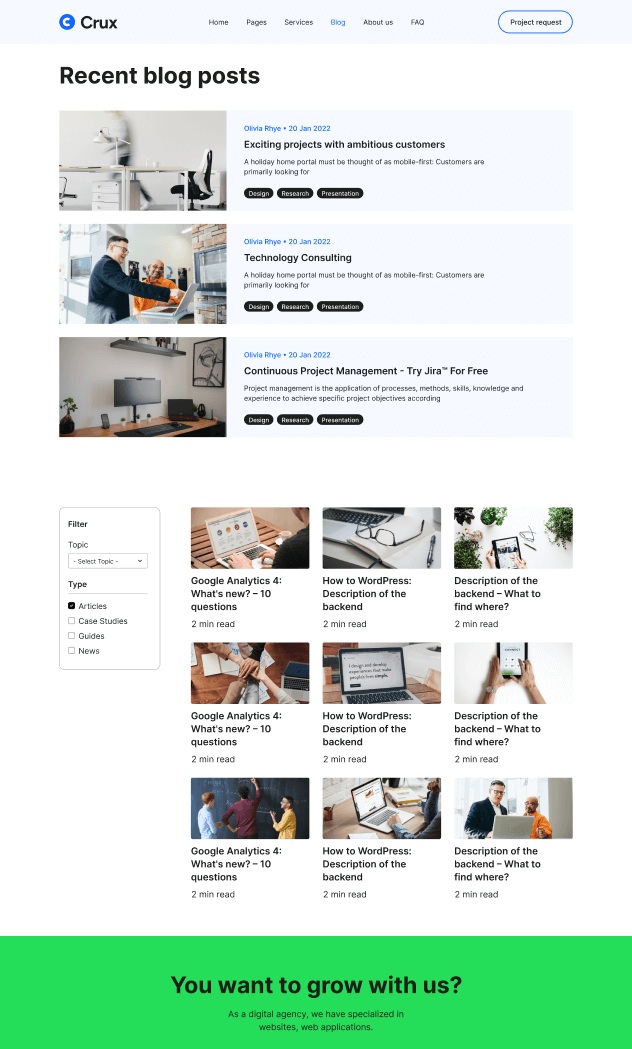 Crux
Home Pages Services Blog About us FAQ Project request
Recent blog posts
Olivia Rhye • 20 Jan 2022
Exciting projects with ambitious customers
A holiday home portal must be thought of as mobile-first: Customers are
primarily looking for
Design Research Presentation
Olivia Rhye • 20 Jan 2022
Technology Consulting
A holiday home portal must be thought of as mobile-first: Customers are
primarily looking for
Design Research Presentation
Olivia Rhye • 20 Jan 2022
Continuous Project Management - Try Jira™ For Free
Project management is the application of processes, methods, skills, knowledge and
experience to achieve specific project objectives according
Design Research Presentation
Filter
Topic
- Select Topic -
Type
Articles
Case Studies
Guides
News
Google Analytics 4:
What's new? – 10
questions
2 min read
How to WordPress:
Description of the
backend
2 min read
Description of the
backend – What to
find where?
2 min read
Google Analytics 4:
What's new? – 10
questions
2 min read
I design and develop
experiences that make
people's lives simple.
How to WordPress:
Description of the
backend
2 min read
Description of the
backend – What to
find where?
2 min read
Google Analytics 4:
What's new? – 10
questions
2 min read
How to WordPress:
Description of the
backend
2 min read
Description of the
backend – What to
find where?
2 min read
You want to grow with us?
As a digital agency, we have specialized in
websites, web applications.